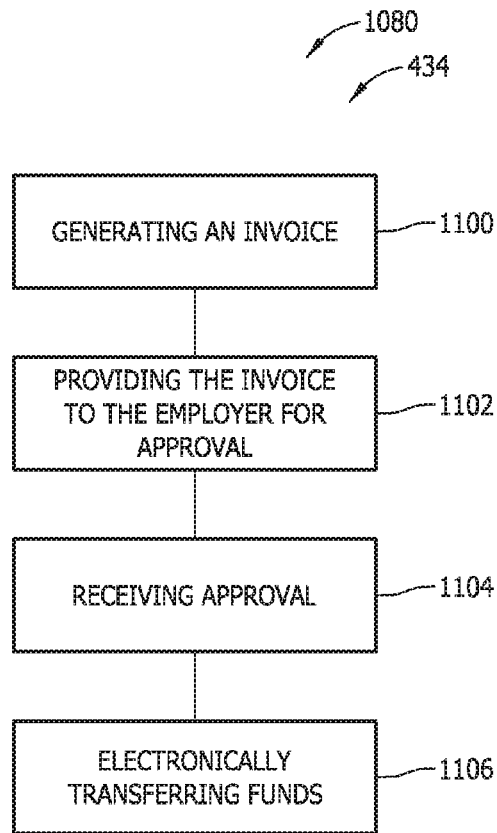 1080
434
GENERATING AN INVOICE
1100
PROVIDING THE INVOICE
TO THE EMPLOYER FOR
APPROVAL
1102
RECEIVING APPROVAL
1104
ELECTRONICALLY
TRANSFERRING FUNDS
1106